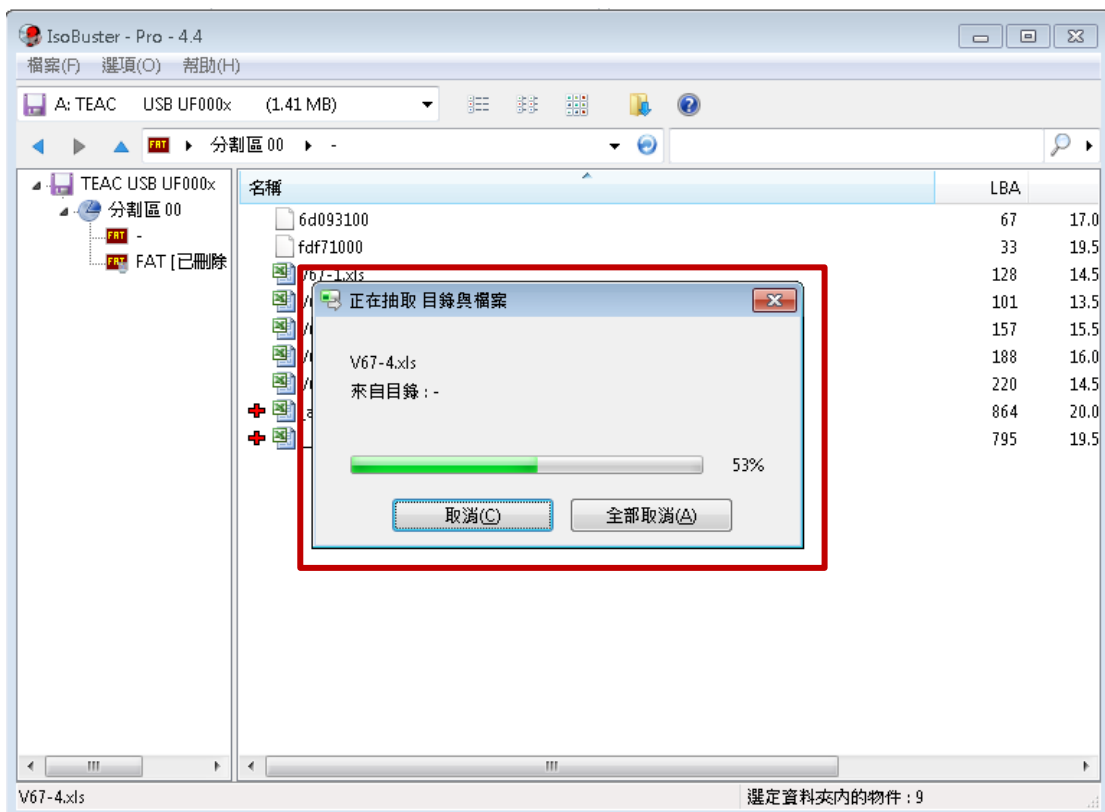 IsoBuster - Pro - 4.4
檔案(F) 選項(O) 幫助(H)
A: TEAC USB UF000x (1.41 MB)
FAT 分割區 00 -
TEAC USB UF000x
分割區 00
FAT -
FAT FAT [已刪除
名稱 LBA
6d093100 67 17.0
fdf71000 33 19.5
V67-1.xls 128 14.5
101 13.5
157 15.5
188 16.0
220 14.5
864 20.0
795 19.5
正在抽取 目錄與檔案
V67-4.xls
來自目錄 : -
53%
取消(C) 全部取消(A)
V67-4.xls 選定資料夾内的物件 : 9